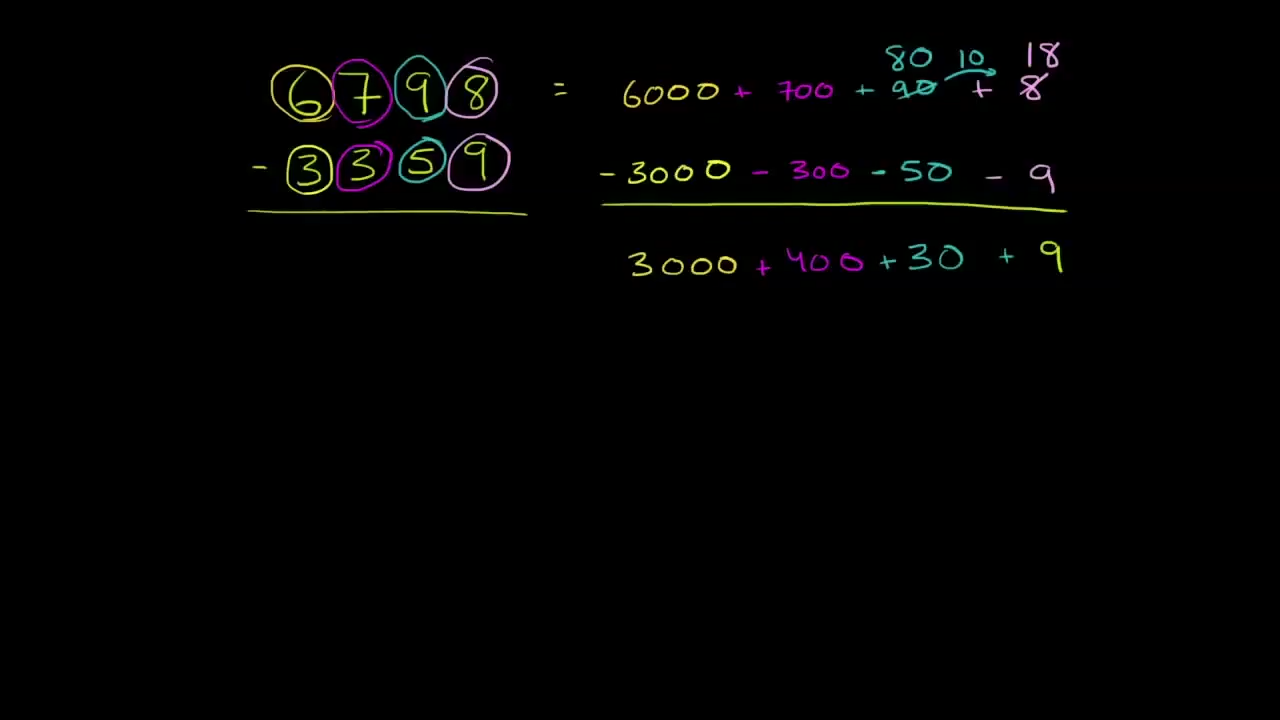 80 10 18
6798 = 6000 + 700 + 90 + 8
- 3359 - 3000 - 300 - 50 - 9
3000 + 400 + 30 + 9